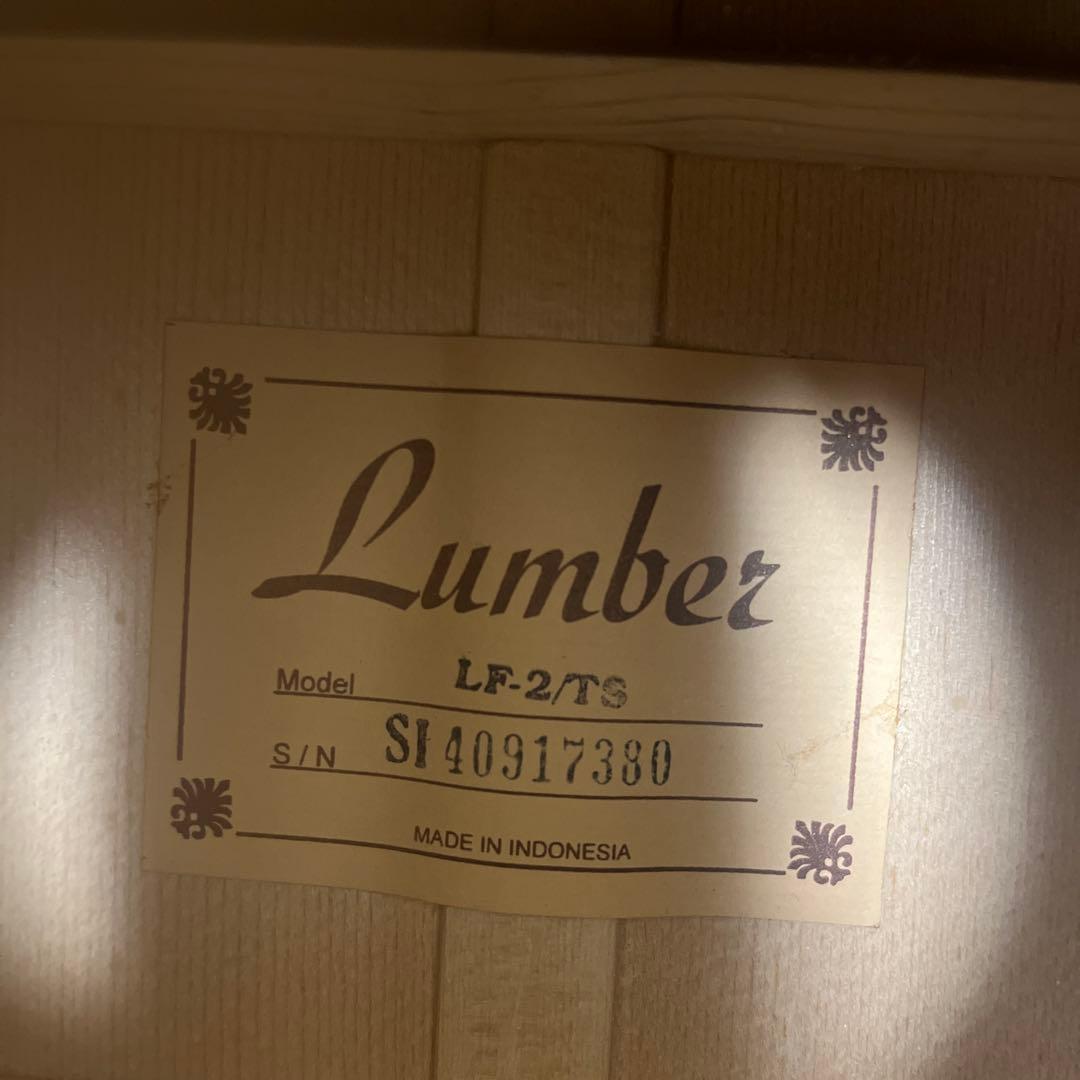 Lumber
Model LF-2/TS
S/N SI40917380
MADE IN INDONESIA